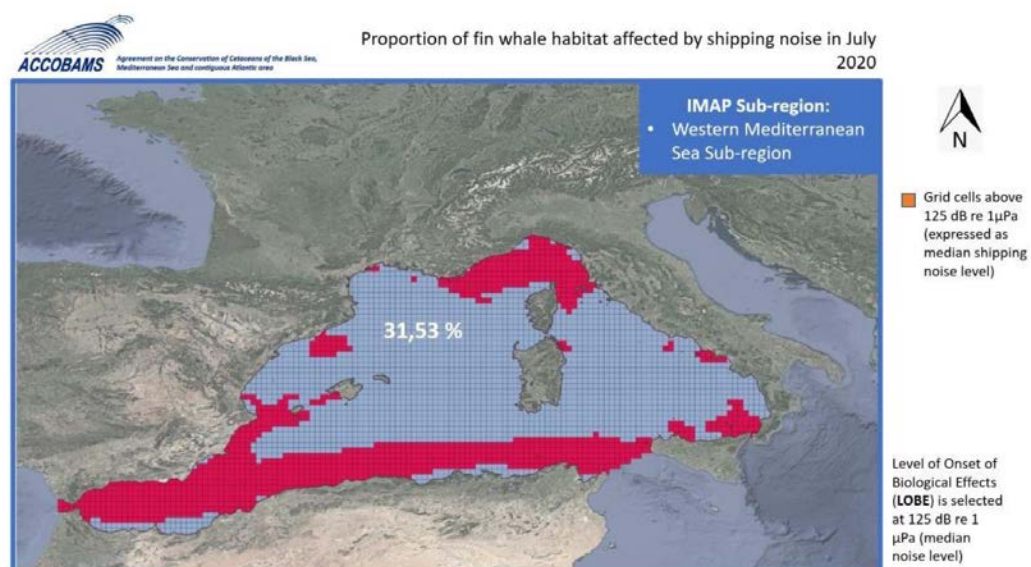 ACCOBAMS
Agreement on the Conservation of Cetaceans of the Black Sea,
Mediterranean Sea and contiguous Atlantic area
Proportion of fin whale habitat affected by shipping noise in July
2020
IMAP Sub-region:
• Western Mediterranean
Sea Sub-region
N
Grid cells above
125 dB re 1µPa
(expressed as
median shipping
noise level)
31,53 %
Level of Onset of
Biological Effects
(LOBE) is selected
at 125 dB re 1
µPa (median
noise level)